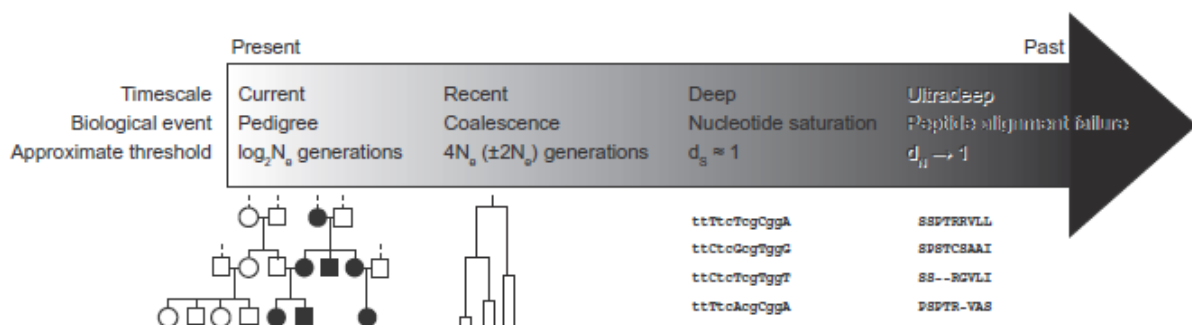 Present Past
Timescale Current Recent Deep Ultradeep
Biological event Pedigree Coalescence Nucleotide saturation Peptide alignment failure
Approximate threshold log₂Nₑ generations 4Nₑ (±2Nₑ) generations dₛ ≈ 1 d_N → 1
ttTtcTcgCggA SSPTRRVLL
ttCtcGcgTggG SPSTCSAAI
ttCtcTcgTggT SS--RGVLI
ttTtcAcgCggA PSPTR-VAS